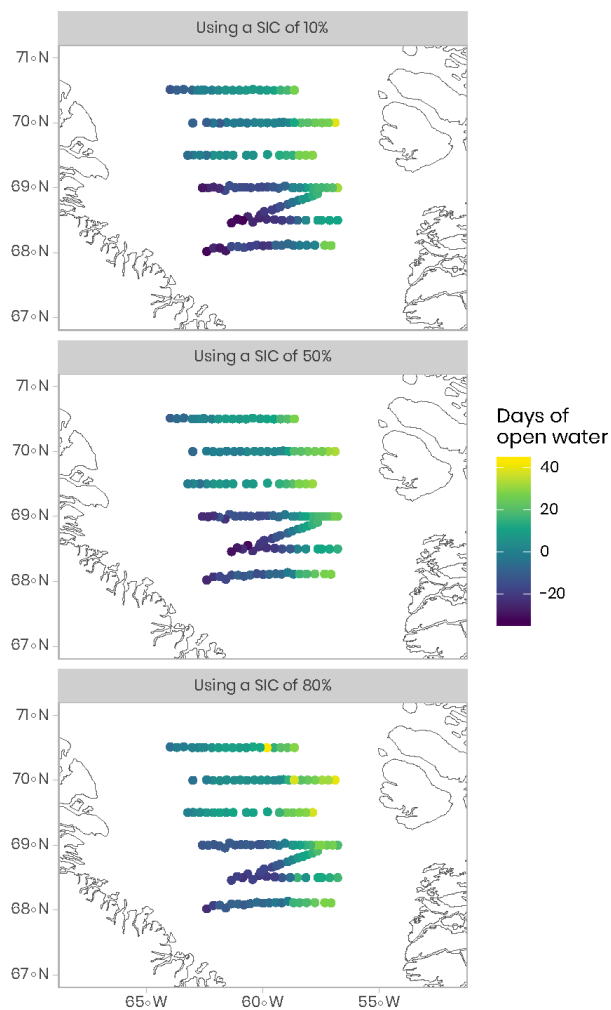 Using a SIC of 10%
71°N
70°N
69°N
68°N
67°N
Using a SIC of 50%
71°N
70°N
69°N
68°N
67°N
Days of
open water
40
20
0
−20
Using a SIC of 80%
71°N
70°N
69°N
68°N
67°N
65°W 60°W 55°W